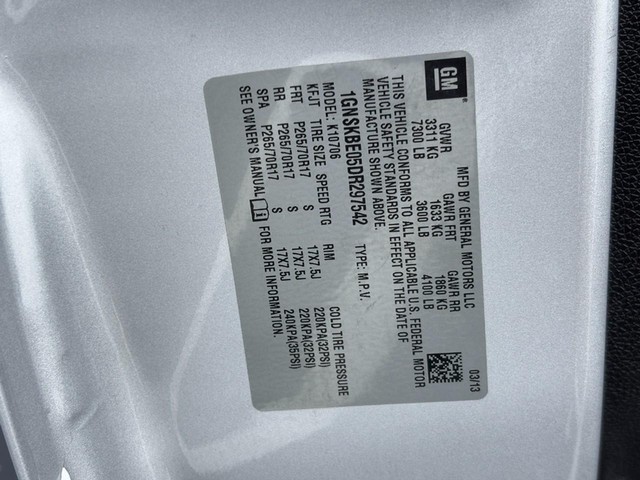 GM
MFD BY GENERAL MOTORS LLC
03/13
GVWR GAWR FRT GAWR RR
3311 KG 1633 KG 1860 KG
7300 LB 3600 LB 4100 LB
THIS VEHICLE CONFORMS TO ALL APPLICABLE U.S. FEDERAL MOTOR
VEHICLE SAFETY STANDARDS IN EFFECT ON THE DATE OF
MANUFACTURE SHOWN ABOVE.
1GNSKBE05DR297542 TYPE: M.P.V.
MODEL: K10706
KFJT TIRE SIZE SPEED RTG RIM COLD TIRE PRESSURE
FRT P265/70R17 S 17X7.5J 220KPA(32PSI)
RR P265/70R17 S 17X7.5J 220KPA(32PSI)
SPA P265/70R17 S 17X7.5J 240KPA(35PSI)
SEE OWNER'S MANUAL FOR MORE INFORMATION.